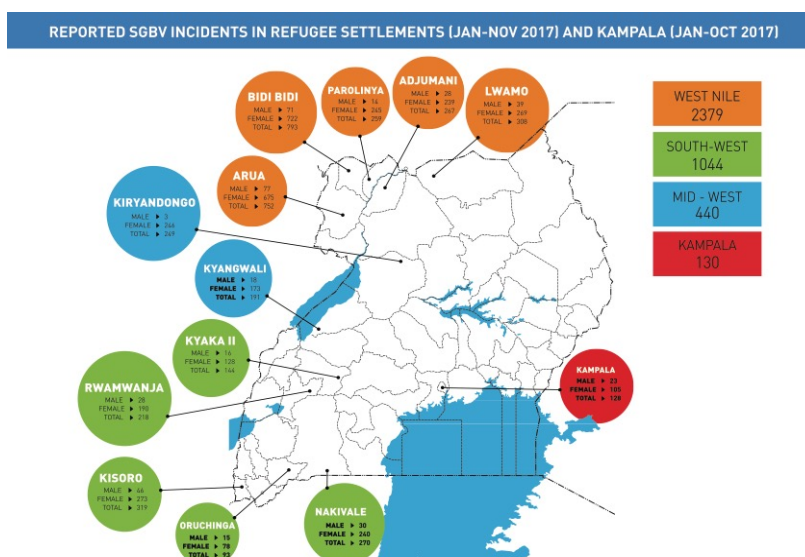 REPORTED SGBV INCIDENTS IN REFUGEE SETTLEMENTS (JAN-NOV 2017) AND KAMPALA (JAN-OCT 2017)
BIDI BIDI
MALE ▶ 71
FEMALE ▶ 722
TOTAL ▶ 793
PAROLINYA
MALE ▶ 14
FEMALE ▶ 245
TOTAL ▶ 259
ADJUMANI
MALE ▶ 28
FEMALE ▶ 239
TOTAL ▶ 267
LWAMO
MALE ▶ 39
FEMALE ▶ 269
TOTAL ▶ 308
WEST NILE
2379
SOUTH-WEST
1044
MID - WEST
440
KAMPALA
130
ARUA
MALE ▶ 77
FEMALE ▶ 675
TOTAL ▶ 752
KIRYANDONGO
MALE ▶ 3
FEMALE ▶ 246
TOTAL ▶ 249
KYANGWALI
MALE ▶ 18
FEMALE ▶ 173
TOTAL ▶ 191
KYAKA II
MALE ▶ 16
FEMALE ▶ 128
TOTAL ▶ 144
RWAMWANJA
MALE ▶ 28
FEMALE ▶ 190
TOTAL ▶ 218
KAMPALA
MALE ▶ 23
FEMALE ▶ 105
TOTAL ▶ 128
KISORO
MALE ▶ 46
FEMALE ▶ 273
TOTAL ▶ 319
ORUCHINGA
MALE ▶ 15
FEMALE ▶ 78
TOTAL ▶ 93
NAKIVALE
MALE ▶ 30
FEMALE ▶ 240
TOTAL ▶ 270